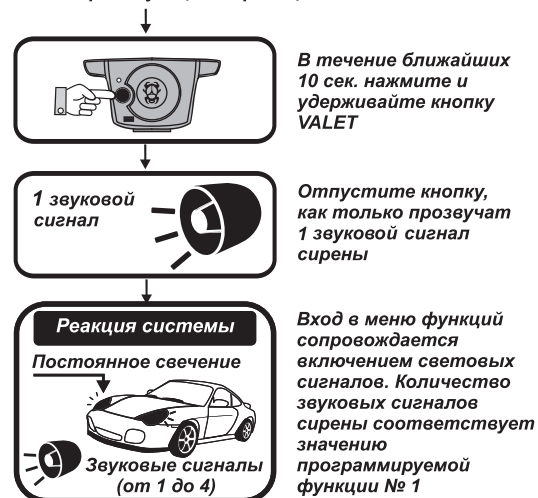 В течение ближайших
10 сек. нажмите и
удерживайте кнопку
VALET
1 звуковой
сигнал
Отпустите кнопку,
как только прозвучат
1 звуковой сигнал
сирены
Реакция системы
Постоянное свечение
Звуковые сигналы
(от 1 до 4)
Вход в меню функций
сопровождается
включением световых
сигналов. Количество
звуковых сигналов
сирены соответствует
значению
программируемой
функции № 1